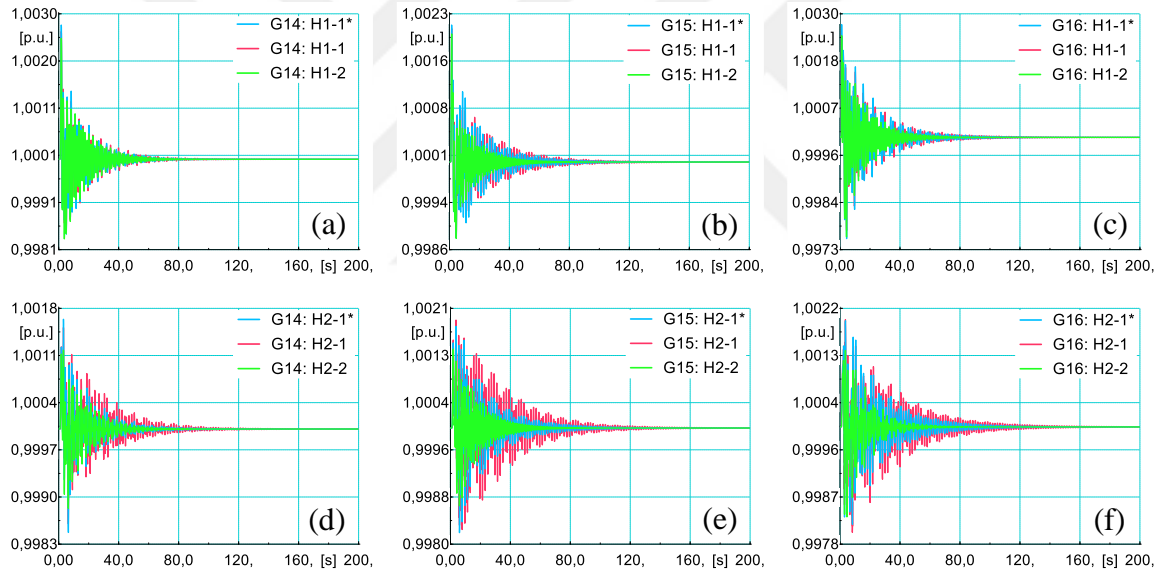 1,0030
[p.u.]
1,0020
1,0011
1,0001
0,9991
0,9981
G14: H1-1*
G14: H1-1
G14: H1-2
(a)
0,00 40,0 80,0 120, 160, [s] 200,
1,0023
[p.u.]
1,0016
1,0008
1,0001
0,9994
0,9986
G15: H1-1*
G15: H1-1
G15: H1-2
(b)
0,00 40,0 80,0 120, 160, [s] 200,
1,0030
[p.u.]
1,0018
1,0007
0,9996
0,9984
0,9973
G16: H1-1*
G16: H1-1
G16: H1-2
(c)
0,00 40,0 80,0 120, 160, [s] 200,
1,0018
[p.u.]
1,0011
1,0004
0,9997
0,9990
0,9983
G14: H2-1*
G14: H2-1
G14: H2-2
(d)
0,00 40,0 80,0 120, 160, [s] 200,
1,0021
[p.u.]
1,0013
1,0004
0,9996
0,9988
0,9980
G15: H2-1*
G15: H2-1
G15: H2-2
(e)
0,00 40,0 80,0 120, 160, [s] 200,
1,0022
[p.u.]
1,0013
1,0004
0,9996
0,9987
0,9978
G16: H2-1*
G16: H2-1
G16: H2-2
(f)
0,00 40,0 80,0 120, 160, [s] 200,